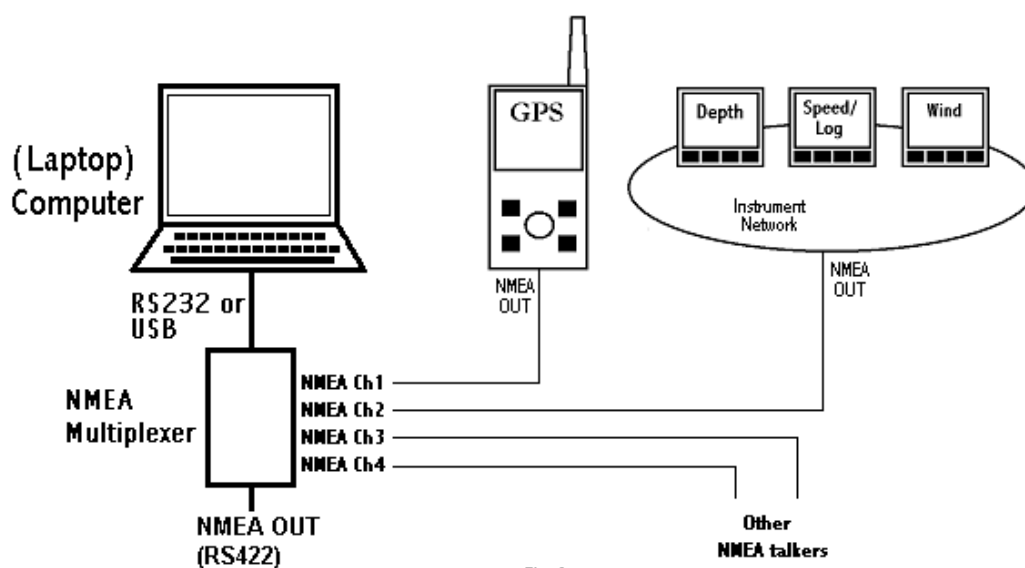 GPS
Depth
Speed/
Log
Wind
(Laptop)
Computer
Instrument
Network
NMEA
OUT
NMEA
OUT
RS232 or
USB
NMEA Ch1
NMEA Ch2
NMEA Ch3
NMEA Ch4
NMEA
Multiplexer
NMEA OUT
(RS422)
Other
NMEA talkers